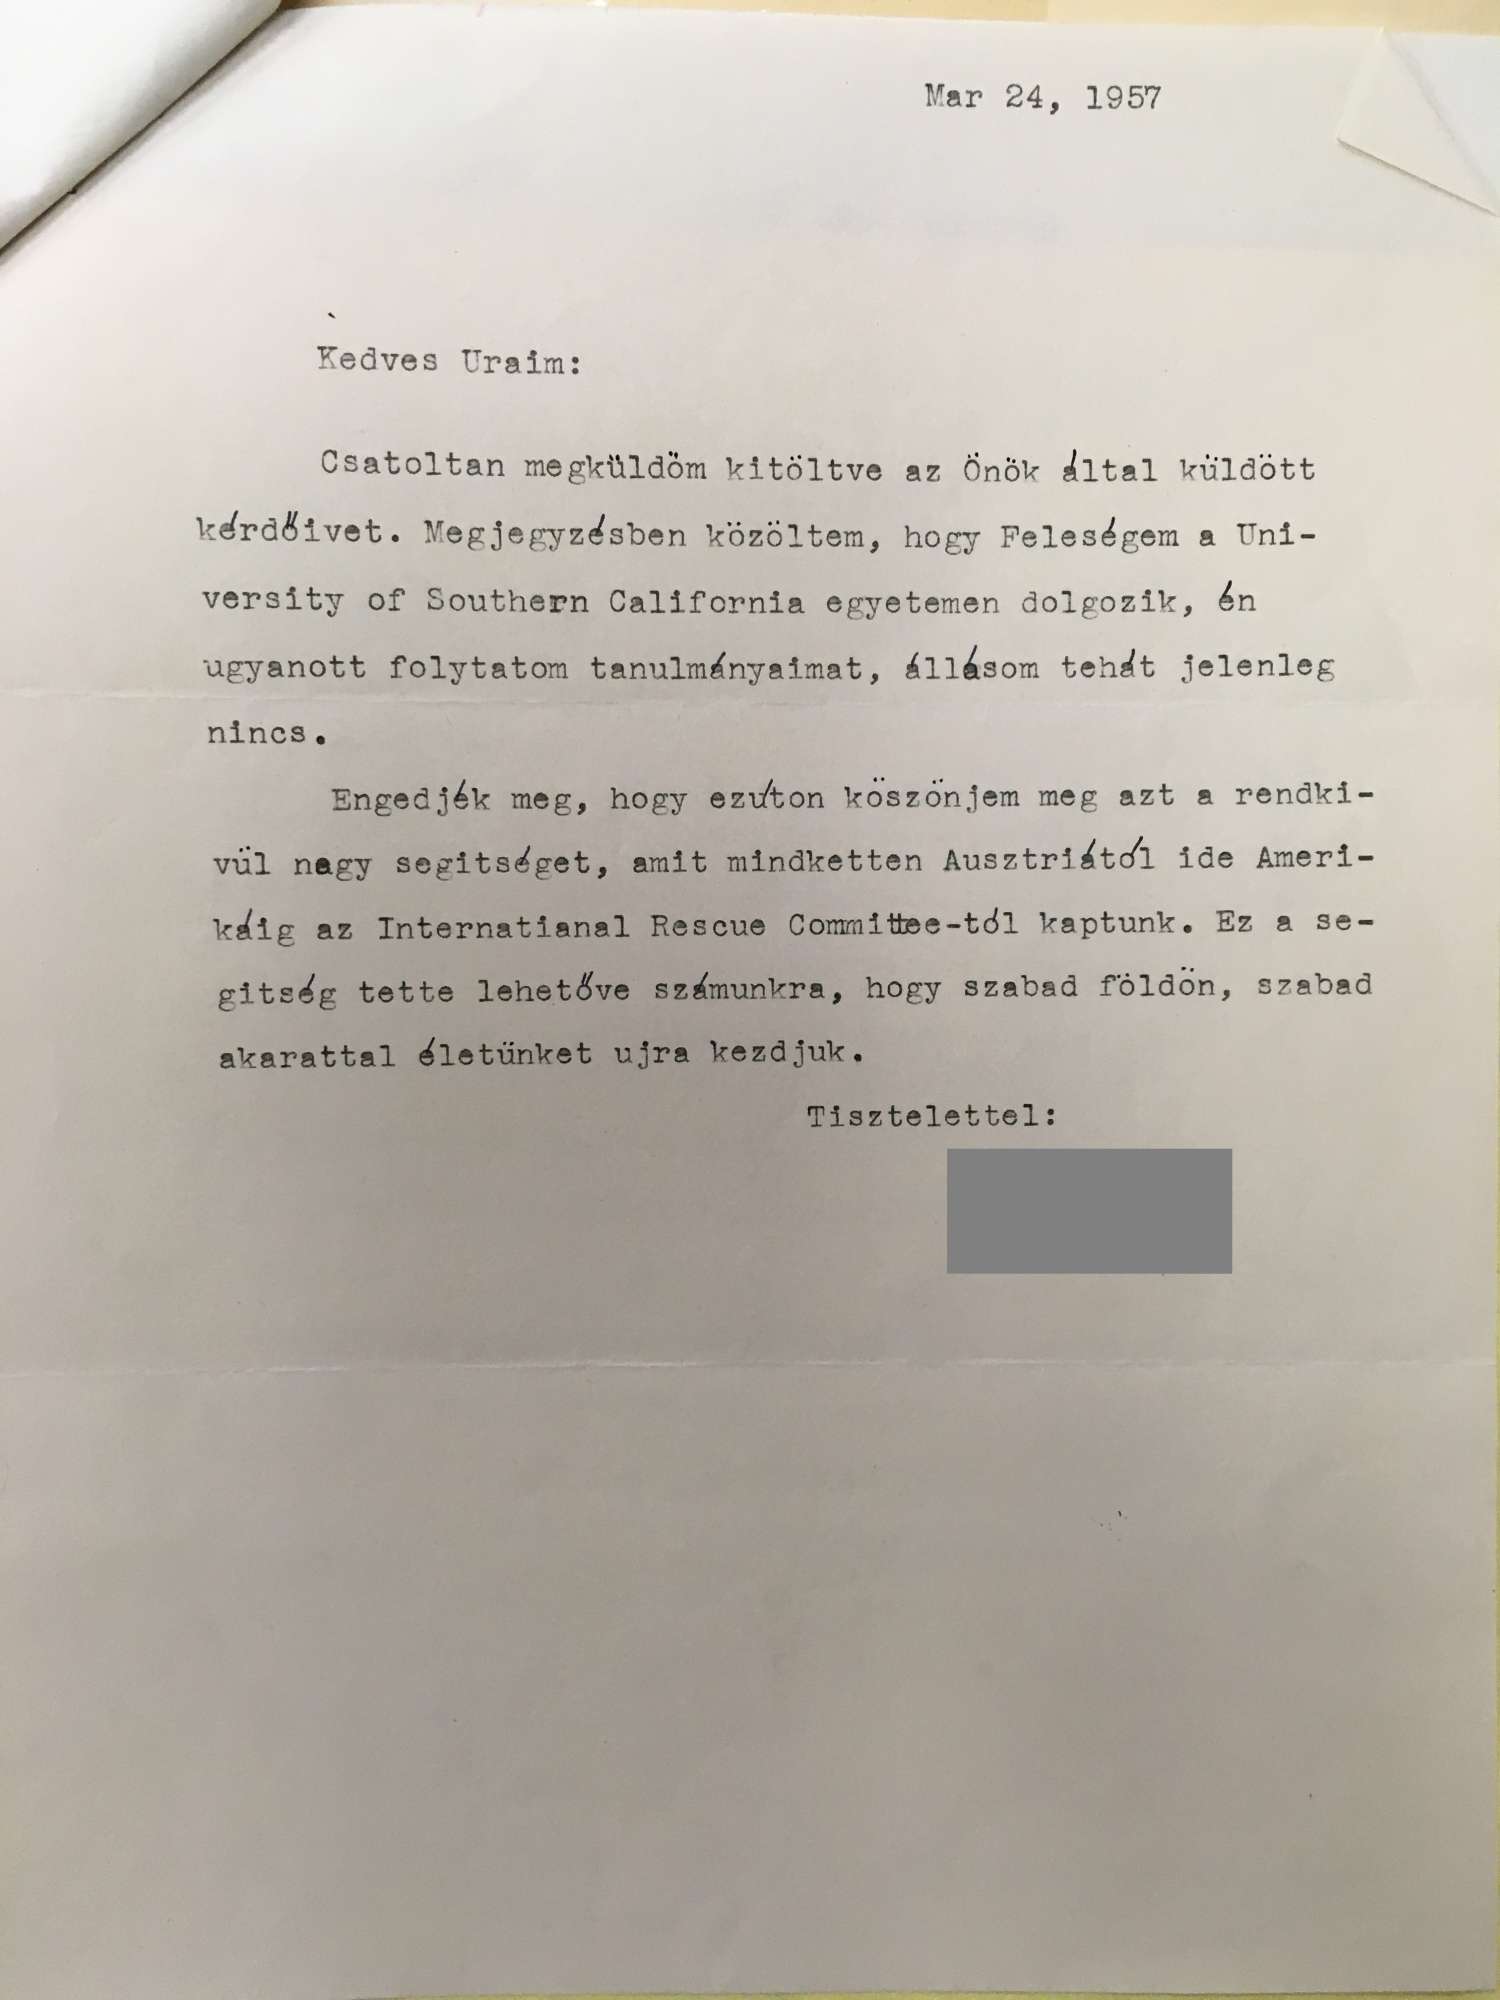 Mar 24, 1957
Kedves Uraim:
Csatoltan megküldöm kitöltve az Önök által küldött
kérdőivet. Megjegyzésben közöltem, hogy Feleségem a Uni-
versity of Southern California egyetemen dolgozik, én
ugyanott folytatom tanulmányaimat, állásom tehát jelenleg
nincs.
Engedjék meg, hogy ezúton köszönjem meg azt a rendki-
vül nagy segitséget, amit mindketten Ausztriától ide Ameri-
káig az Internatianal Rescue Committee-tól kaptunk. Ez a se-
gitség tette lehetővé számunkra, hogy szabad földön, szabad
akarattal életünket ujra kezdjuk.
Tisztelettel: